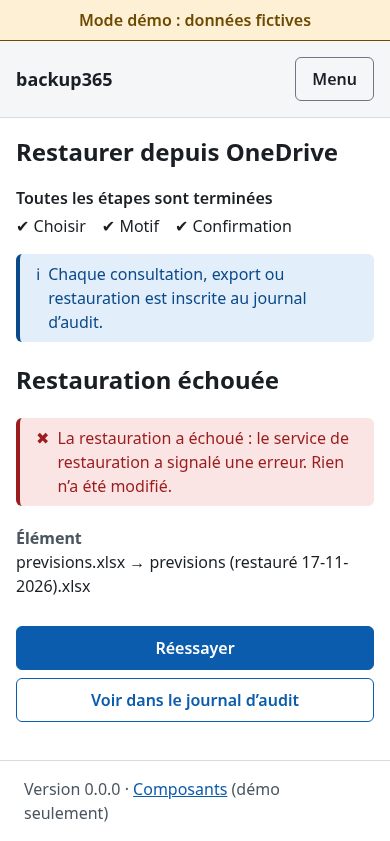 Mode démo : données fictives
backup365
Menu
Restaurer depuis OneDrive
Toutes les étapes sont terminées
✔ Choisir ✔ Motif ✔ Confirmation
i Chaque consultation, export ou
restauration est inscrite au journal
d’audit.
Restauration échouée
✖ La restauration a échoué : le service de
restauration a signalé une erreur. Rien
n’a été modifié.
Élément
previsions.xlsx → previsions (restauré 17-11-
2026).xlsx
Réessayer
Voir dans le journal d’audit
Version 0.0.0 · Composants (démo
seulement)